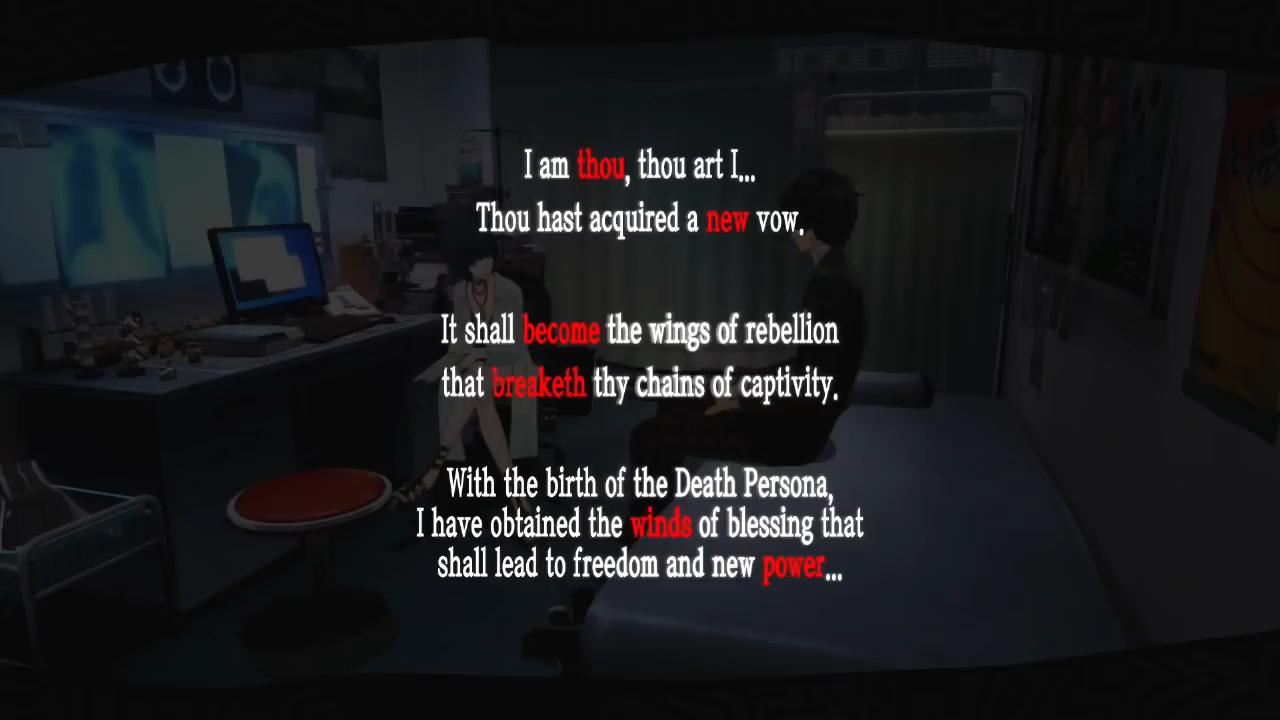 I am thou, thou art I...
Thou hast acquired a new vow.
It shall become the wings of rebellion
that breaketh thy chains of captivity.
With the birth of the Death Persona,
I have obtained the winds of blessing that
shall lead to freedom and new power...